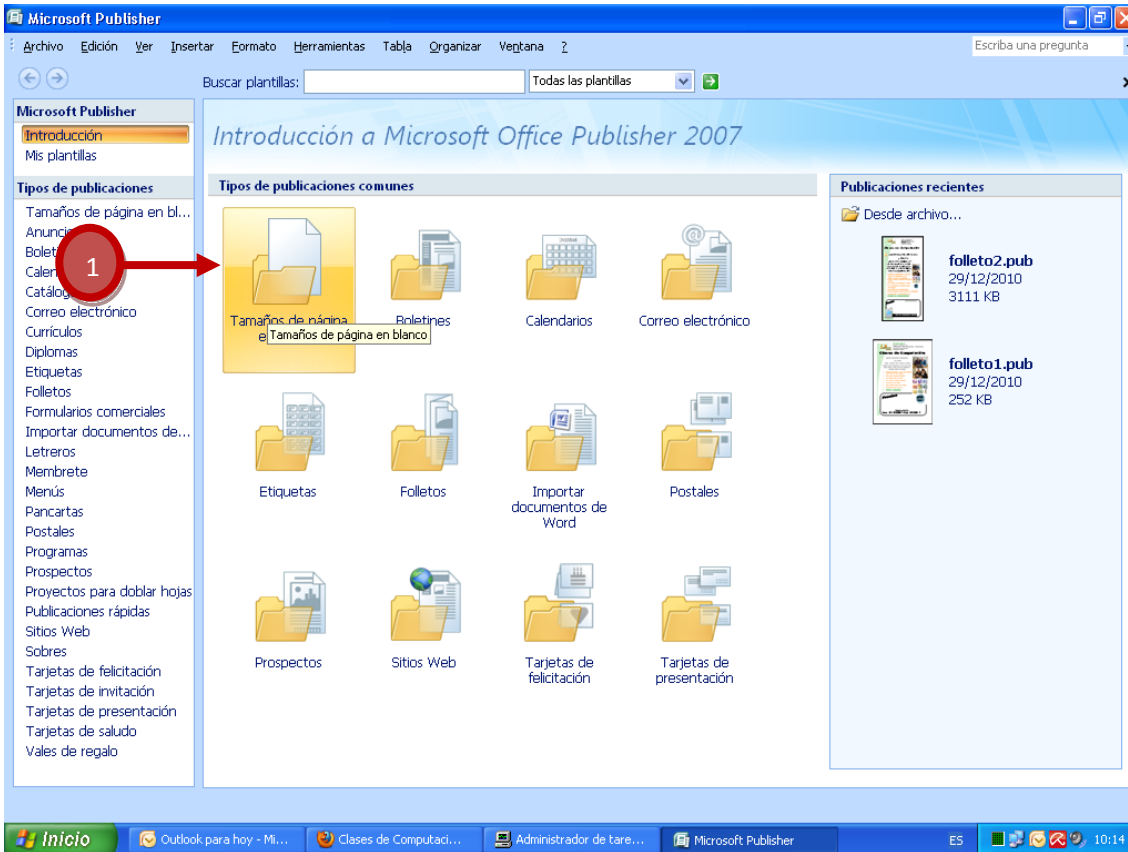 Microsoft Publisher
Archivo Edición Ver Insertar Formato Herramientas Tabla Organizar Ventana ?
Escriba una pregunta
Buscar plantillas:
Todas las plantillas
Microsoft Publisher
Introducción
Mis plantillas
Tipos de publicaciones
Tamaños de página en bl...
Calen
Catálog
Correo electrónico
Currículos
Diplomas
Etiquetas
Folletos
Formularios comerciales
Importar documentos de...
Letreros
Membrete
Menús
Pancartas
Postales
Programas
Prospectos
Proyectos para doblar hojas
Publicaciones rápidas
Sitios Web
Sobres
Tarjetas de felicitación
Tarjetas de invitación
Tarjetas de presentación
Tarjetas de saludo
Vales de regalo
1
Introducción a Microsoft Office Publisher 2007
Tipos de publicaciones comunes
Tamaños de página
Tamaños de página en blanco
Boletines
Calendarios
Correo electrónico
Etiquetas
Folletos
Importar
documentos de
Word
Postales
Prospectos
Sitios Web
Tarjetas de
felicitación
Tarjetas de
presentación
Publicaciones recientes
Desde archivo...
folleto2.pub
29/12/2010
3111 KB
folleto1.pub
29/12/2010
252 KB
Inicio
Outlook para hoy - Mi...
Clases de Computaci...
Administrador de tare...
Microsoft Publisher
ES
10:14